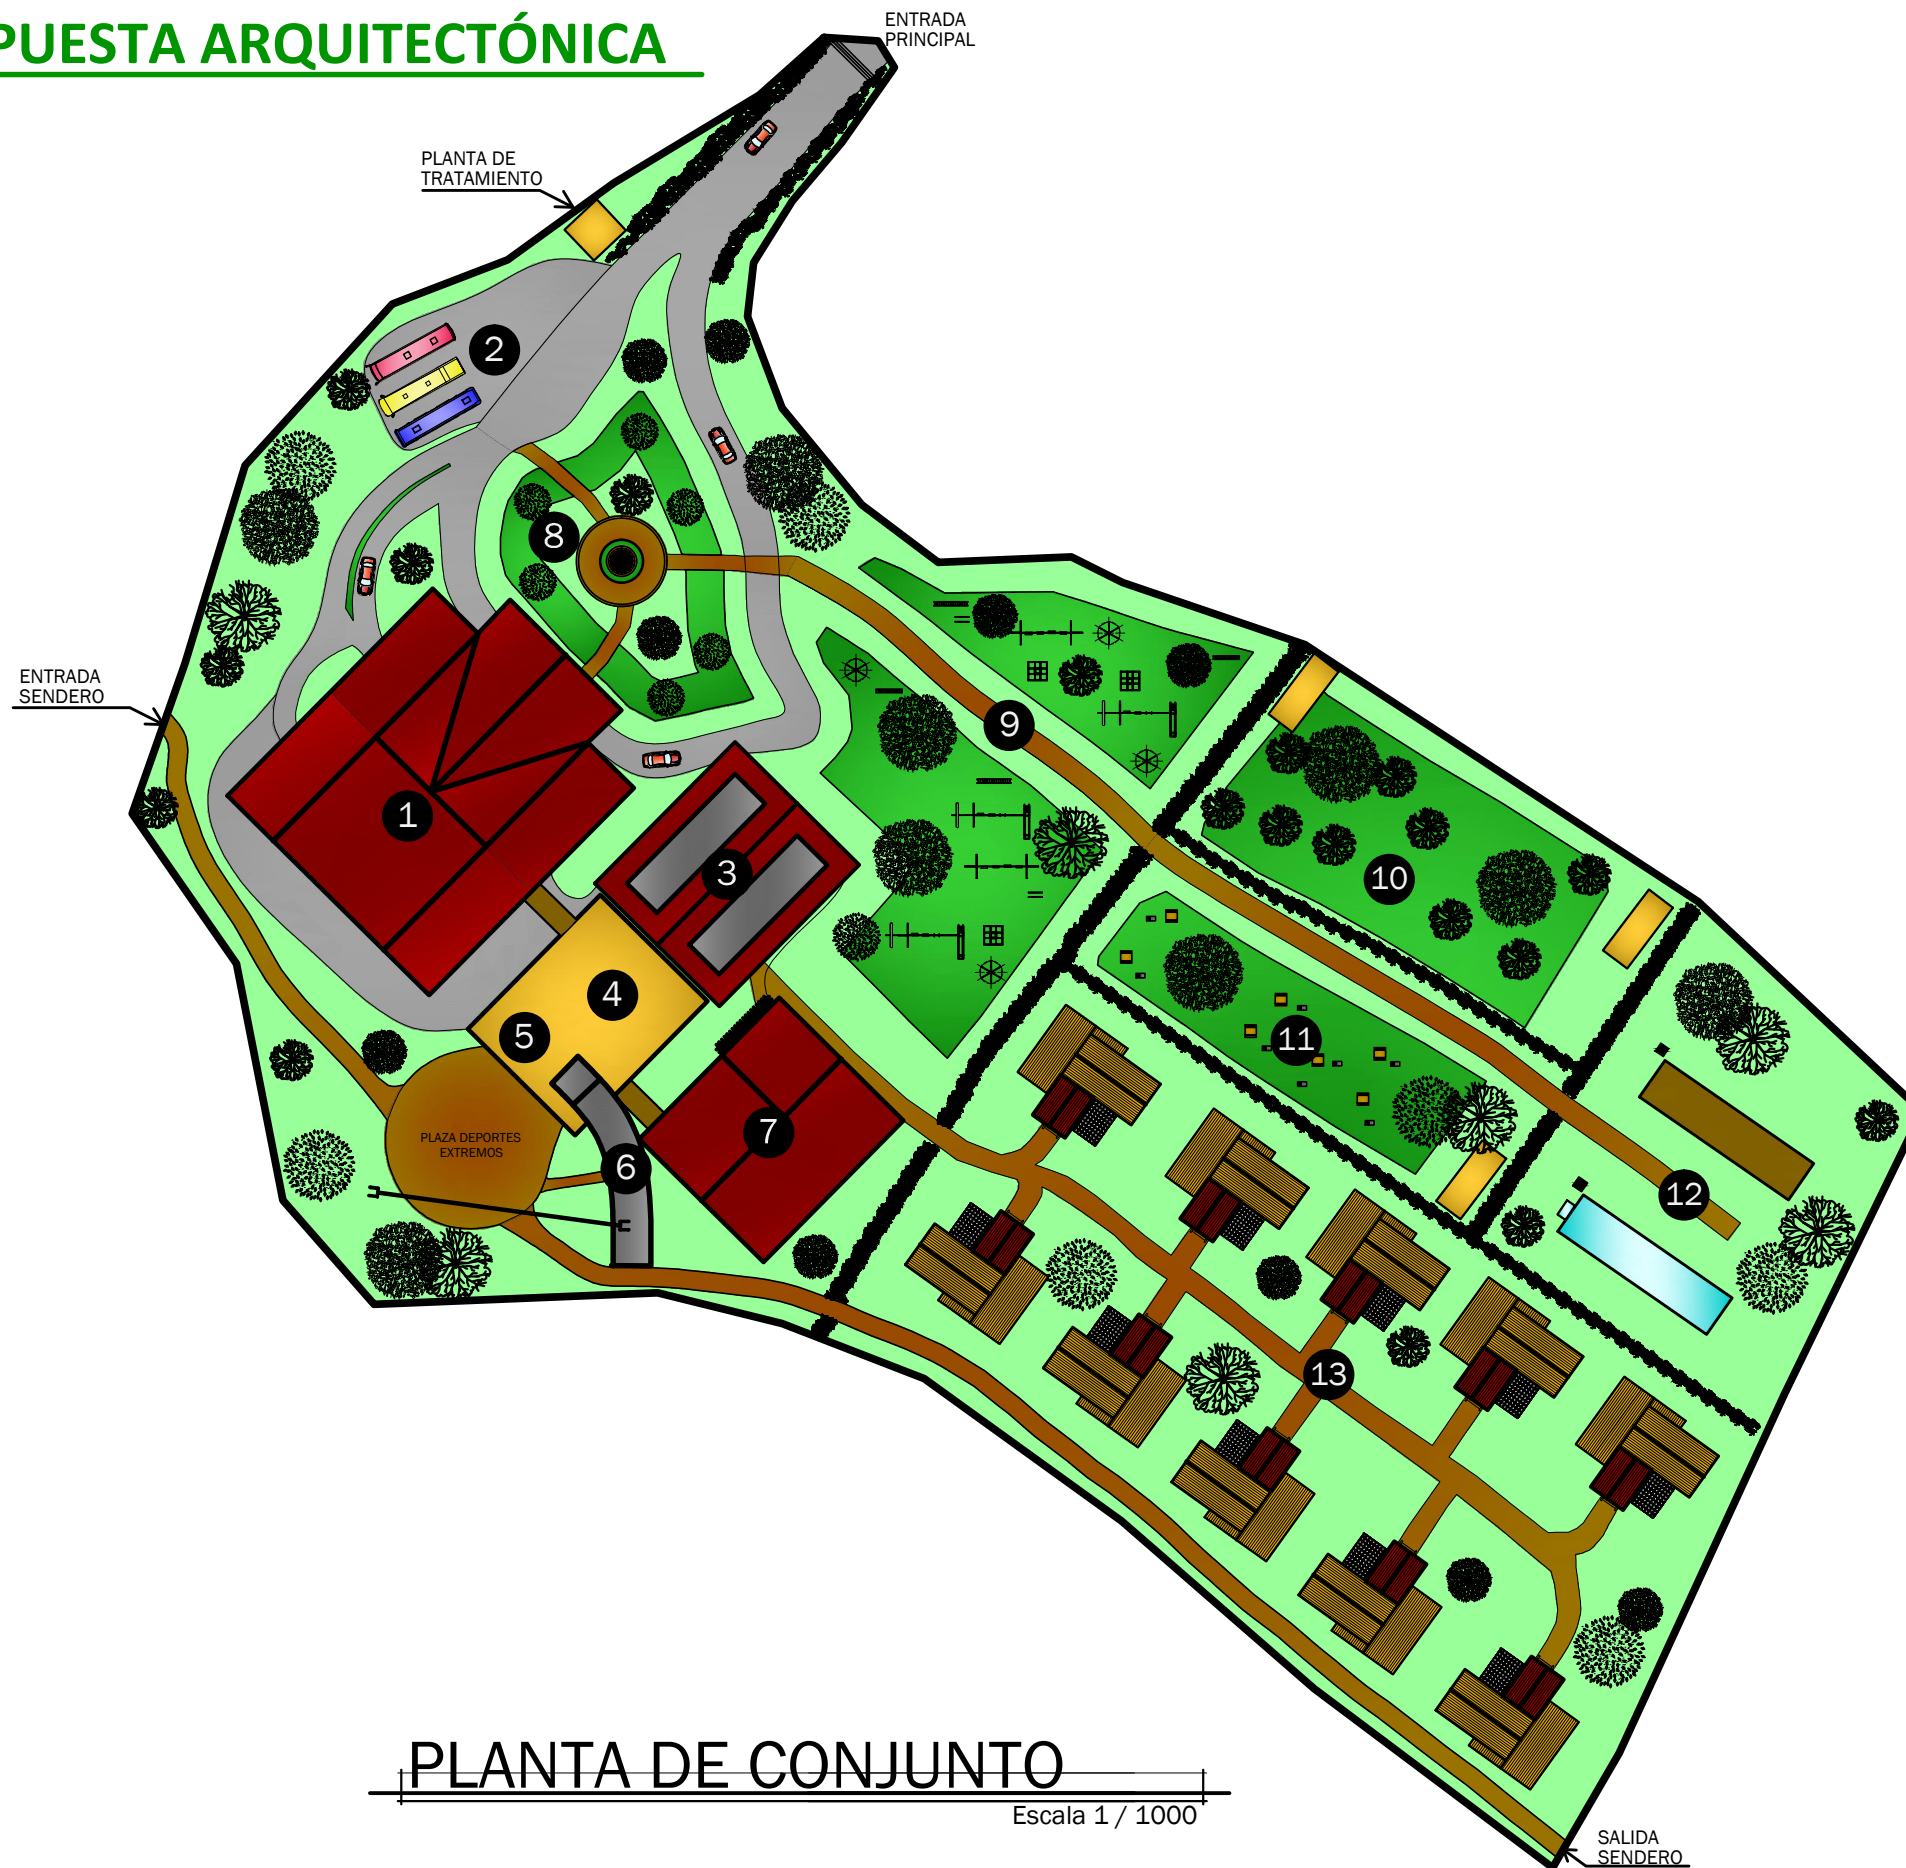 PUESTA ARQUITECTÓNICA
ENTRADA
PRINCIPAL
PLANTA DE
TRATAMIENTO
2
8
ENTRADA
SENDERO
9
1
3
10
4
5
11
PLAZA DEPORTES
EXTREMOS
7
6
12
13
PLANTA DE CONJUNTO
Escala 1 / 1000
SALIDA
SENDERO